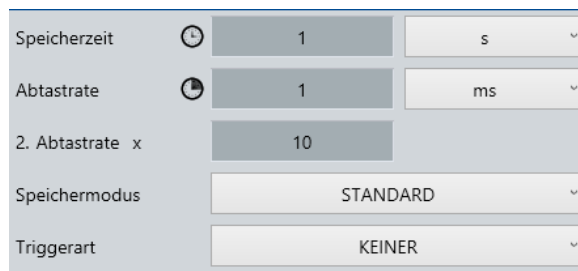 Speicherzeit 1 s
Abtastrate 1 ms
2. Abtastrate x 10
Speichermodus STANDARD
Triggerart KEINER